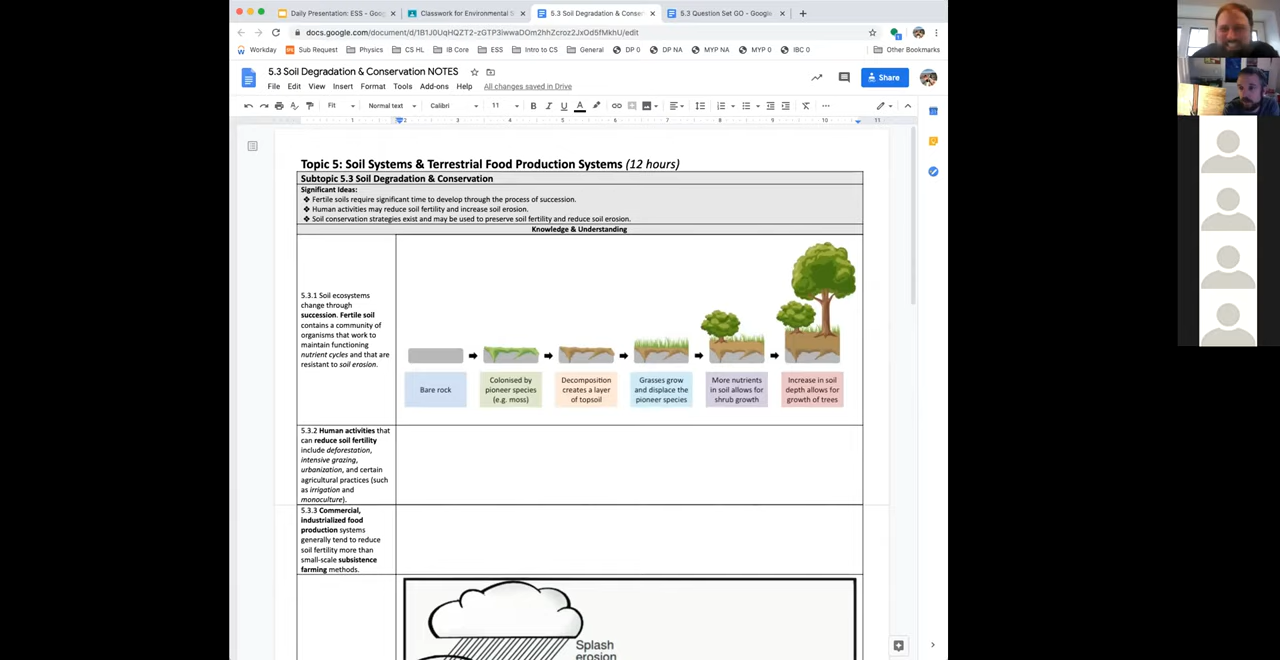 Daily Presentation: ESS - Goog
Classwork for Environmental S
5.3 Soil Degradation & Conser
5.3 Question Set GO - Google
docs.google.com/document/d/1B1J0UqHQZT2-zGTP3iwwaDOm2hhZcroz2JxOd5fMkhU/edit
Workday
Sub Request
Physics
CS HL
IB Core
ESS
Intro to CS
General
DP 0
DP NA
MYP NA
MYP 0
IBC 0
Other Bookmarks
5.3 Soil Degradation & Conservation NOTES
File Edit View Insert Format Tools Add-ons Help All changes saved in Drive
Share
Fit Normal text Calibri 11
Topic 5: Soil Systems & Terrestrial Food Production Systems (12 hours)
Subtopic 5.3 Soil Degradation & Conservation
Significant Ideas:
❖ Fertile soils require significant time to develop through the process of succession.
❖ Human activities may reduce soil fertility and increase soil erosion.
❖ Soil conservation strategies exist and may be used to preserve soil fertility and reduce soil erosion.
Knowledge & Understanding
5.3.1 Soil ecosystems
change through
succession. Fertile soil
contains a community of
organisms that work to
maintain functioning
nutrient cycles and that are
resistant to soil erosion.
Bare rock
Colonised by
pioneer species
(e.g. moss)
Decomposition
creates a layer
of topsoil
Grasses grow
and displace the
pioneer species
More nutrients
in soil allows for
shrub growth
Increase in soil
depth allows for
growth of trees
5.3.2 Human activities that
can reduce soil fertility
include deforestation,
intensive grazing,
urbanization, and certain
agricultural practices (such
as irrigation and
monoculture).
5.3.3 Commercial,
industrialized food
production systems
generally tend to reduce
soil fertility more than
small-scale subsistence
farming methods.
Splash
erosion